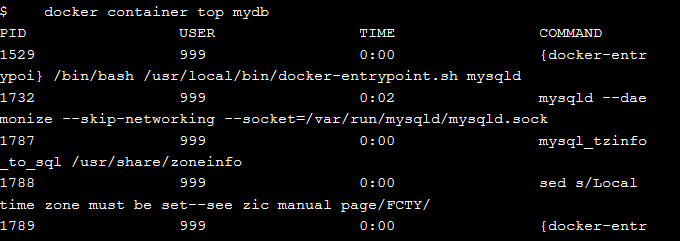 $ docker container top mydb
PID USER TIME COMMAND
1529 999 0:00 {docker-entr
ypoi} /bin/bash /usr/local/bin/docker-entrypoint.sh mysqld
1732 999 0:02 mysqld --dae
monize --skip-networking --socket=/var/run/mysqld/mysqld.sock
1787 999 0:00 mysql_tzinfo
_to_sql /usr/share/zoneinfo
1788 999 0:00 sed s/Local
time zone must be set--see zic manual page/FCTY/
1789 999 0:00 {docker-entr